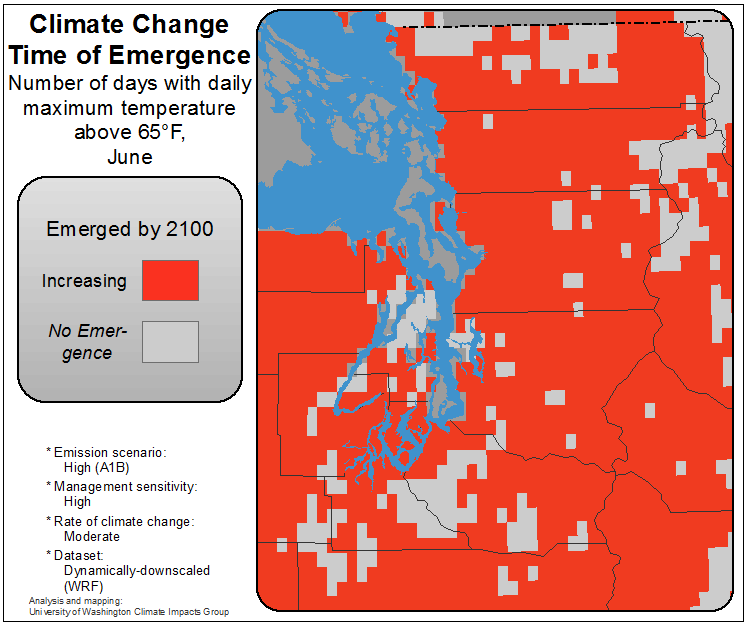 Climate Change
Time of Emergence
Number of days with daily
maximum temperature
above 65°F,
June
Emerged by 2100
Increasing
No Emer-
gence
* Emission scenario:
High (A1B)
* Management sensitivity:
High
* Rate of climate change:
Moderate
* Dataset:
Dynamically-downscaled
(WRF)
Analysis and mapping:
University of Washington Climate Impacts Group